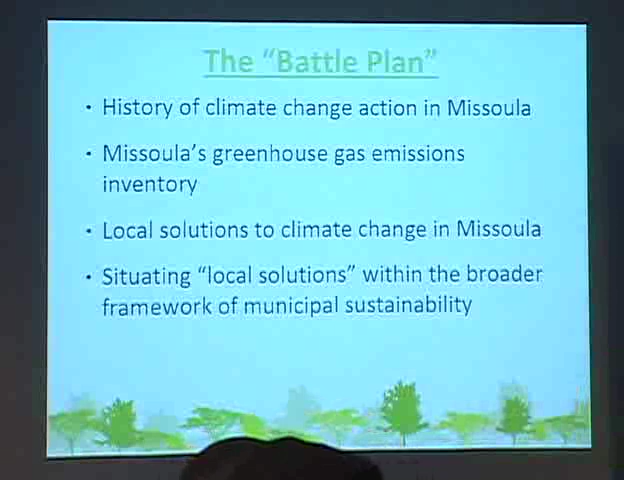 The “Battle Plan”
• History of climate change action in Missoula
• Missoula’s greenhouse gas emissions
inventory
• Local solutions to climate change in Missoula
• Situating “local solutions” within the broader
framework of municipal sustainability